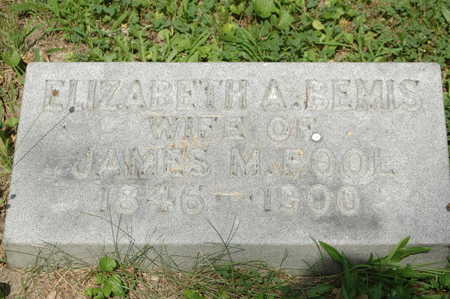 ELIZABETH A. BEMIS
WIFE OF
JAMES M. POOL
1846 – 1900